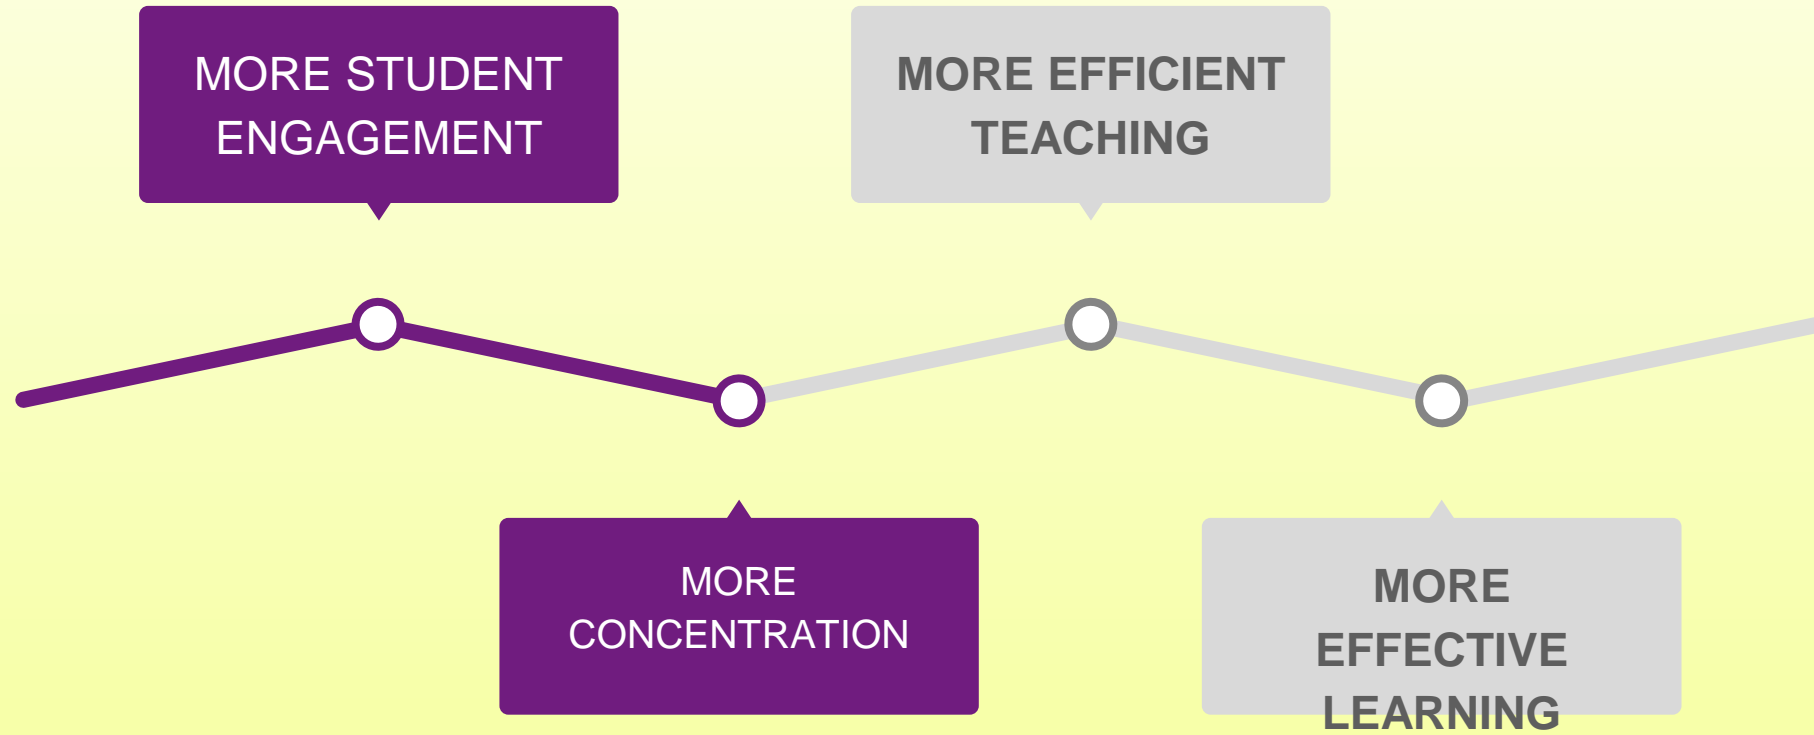 MORE STUDENT
ENGAGEMENT
MORE
CONCENTRATION
MORE EFFICIENT
TEACHING
MORE
EFFECTIVE
LEARNING